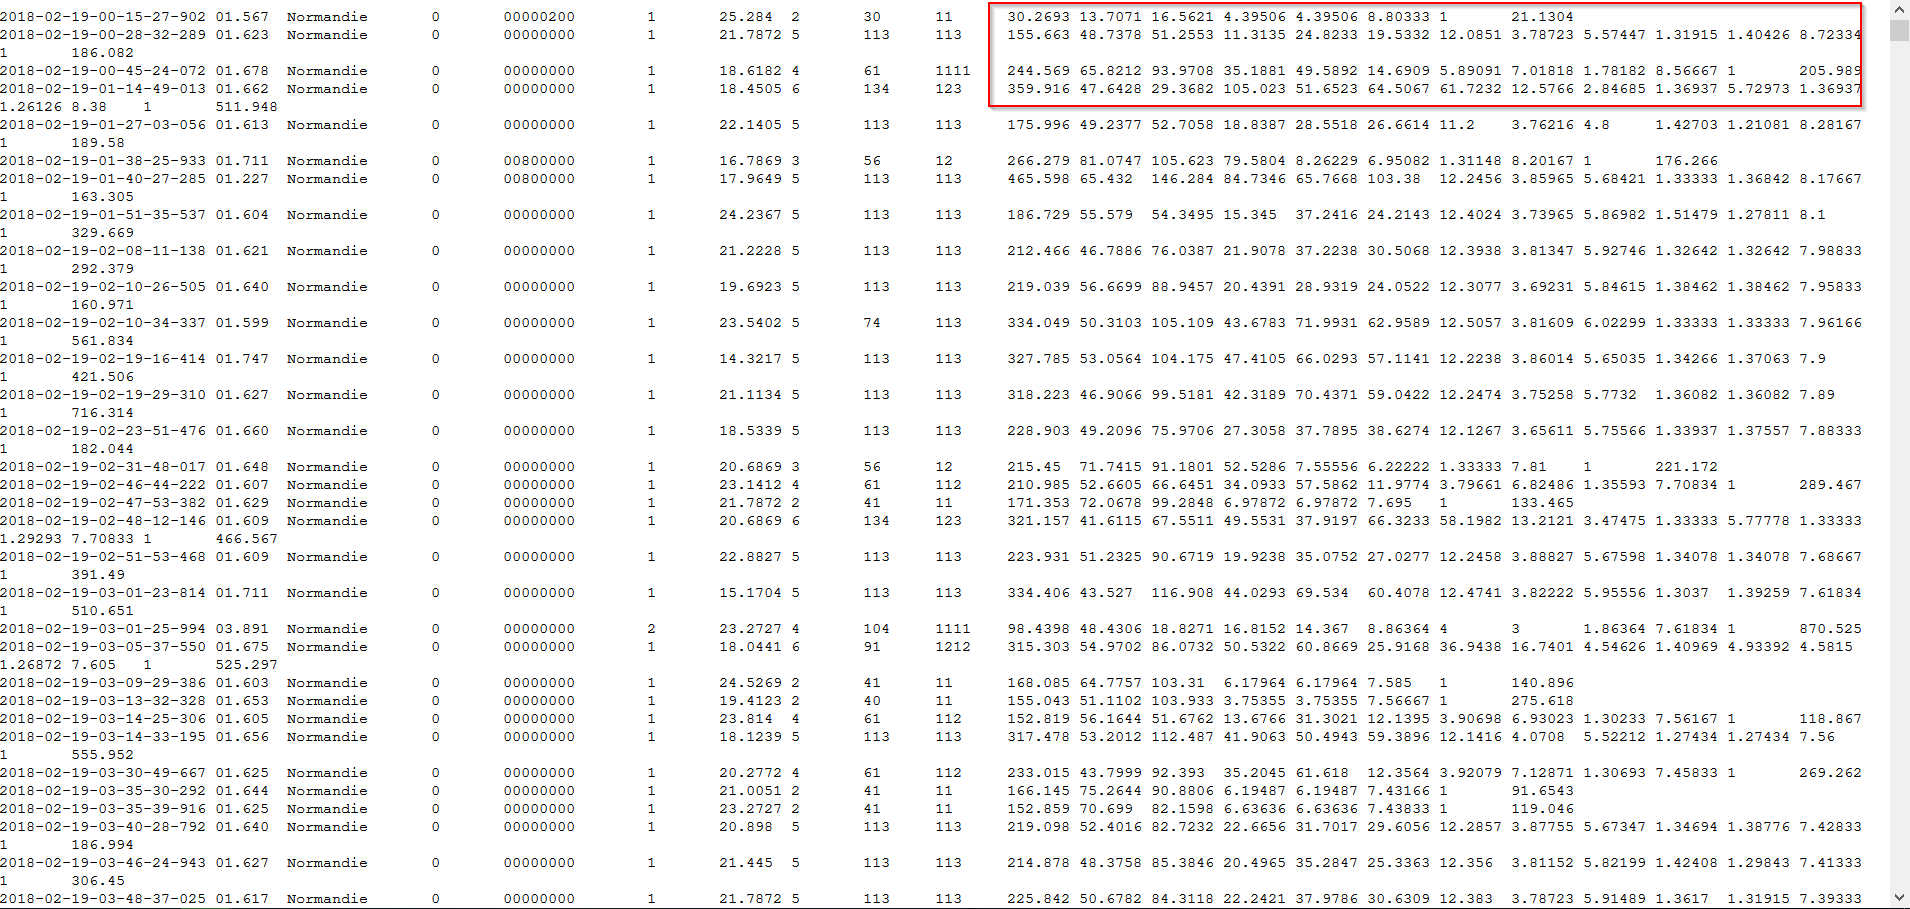 2018-02-19-00-15-27-902 01.567 Normandie 0 00000200 1 25.284 2 30 11 30.2693 13.7071 16.5621 4.39506 4.39506 8.80333 1 21.1304
2018-02-19-00-28-32-289 01.623 Normandie 0 00000000 1 21.7872 5 113 113 155.663 48.7378 51.2553 11.3135 24.8233 19.5332 12.0851 3.78723 5.57447 1.31915 1.40426 8.72334
1 186.082
2018-02-19-00-45-24-072 01.678 Normandie 0 00000000 1 18.6182 4 61 1111 244.569 65.8212 93.9708 35.1881 49.5892 14.6909 5.89091 7.01818 1.78182 8.56667 1 205.989
2018-02-19-01-14-49-013 01.662 Normandie 0 00000000 1 18.4505 6 134 123 359.916 47.6428 29.3682 105.023 51.6523 64.5067 61.7232 12.5766 2.84685 1.36937 5.72973 1.36937
1.26126 8.38 1 511.948
2018-02-19-01-27-03-056 01.613 Normandie 0 00000000 1 22.1405 5 113 113 175.996 49.2377 52.7058 18.8387 28.5518 26.6614 11.2 3.76216 4.8 1.42703 1.21081 8.28167
1 189.58
2018-02-19-01-38-25-933 01.711 Normandie 0 00800000 1 16.7869 3 56 12 266.279 81.0747 105.623 79.5804 8.26229 6.95082 1.31148 8.20167 1 176.266
2018-02-19-01-40-27-285 01.227 Normandie 0 00800000 1 17.9649 5 113 113 465.598 65.432 146.284 84.7346 65.7668 103.38 12.2456 3.85965 5.68421 1.33333 1.36842 8.17667
1 163.305
2018-02-19-01-51-35-537 01.604 Normandie 0 00000000 1 24.2367 5 113 113 186.729 55.579 54.3495 15.345 37.2416 24.2143 12.4024 3.73965 5.86982 1.51479 1.27811 8.1
1 329.669
2018-02-19-02-08-11-138 01.621 Normandie 0 00000000 1 21.2228 5 113 113 212.466 46.7886 76.0387 21.9078 37.2238 30.5068 12.3938 3.81347 5.92746 1.32642 1.32642 7.98833
1 292.379
2018-02-19-02-10-26-505 01.640 Normandie 0 00000000 1 19.6923 5 113 113 219.039 56.6699 88.9457 20.4391 28.9319 24.0522 12.3077 3.69231 5.84615 1.38462 1.38462 7.95833
1 160.971
2018-02-19-02-10-34-337 01.599 Normandie 0 00000000 1 23.5402 5 74 113 334.049 50.3103 105.109 43.6783 71.9931 62.9589 12.5057 3.81609 6.02299 1.33333 1.33333 7.96166
1 561.834
2018-02-19-02-19-16-414 01.747 Normandie 0 00000000 1 14.3217 5 113 113 327.785 53.0564 104.175 47.4105 66.0293 57.1141 12.2238 3.86014 5.65035 1.34266 1.37063 7.9
1 421.506
2018-02-19-02-19-29-310 01.627 Normandie 0 00000000 1 21.1134 5 113 113 318.223 46.9066 99.5181 42.3189 70.4371 59.0422 12.2474 3.75258 5.7732 1.36082 1.36082 7.89
1 716.314
2018-02-19-02-23-51-476 01.660 Normandie 0 00000000 1 18.5339 5 113 113 228.903 49.2096 75.9706 27.3058 37.7895 38.6274 12.1267 3.65611 5.75566 1.33937 1.37557 7.88333
1 182.044
2018-02-19-02-31-48-017 01.648 Normandie 0 00000000 1 20.6869 3 56 12 215.45 71.7415 91.1801 52.5286 7.55556 6.22222 1.33333 7.81 1 221.172
2018-02-19-02-46-44-222 01.607 Normandie 0 00000000 1 23.1412 4 61 112 210.985 52.6605 66.6451 34.0933 57.5862 11.9774 3.79661 6.82486 1.35593 7.70834 1 289.467
2018-02-19-02-47-53-382 01.629 Normandie 0 00000000 1 21.7872 2 41 11 171.353 72.0678 99.2848 6.97872 6.97872 7.695 1 133.465
2018-02-19-02-48-12-146 01.609 Normandie 0 00000000 1 20.6869 6 134 123 321.157 41.6115 67.5511 49.5531 37.9197 66.3233 58.1982 13.2121 3.47475 1.33333 5.77778 1.33333
1.29293 7.70833 1 466.567
2018-02-19-02-51-53-468 01.609 Normandie 0 00000000 1 22.8827 5 113 113 223.931 51.2325 90.6719 19.9238 35.0752 27.0277 12.2458 3.88827 5.67598 1.34078 1.34078 7.68667
1 391.49
2018-02-19-03-01-23-814 01.711 Normandie 0 00000000 1 15.1704 5 113 113 334.406 43.527 116.908 44.0293 69.534 60.4078 12.4741 3.82222 5.95556 1.3037 1.39259 7.61834
1 510.651
2018-02-19-03-01-25-994 03.891 Normandie 0 00000000 2 23.2727 4 104 1111 98.4398 48.4306 18.8271 16.8152 14.367 8.86364 4 3 1.86364 7.61834 1 870.525
2018-02-19-03-05-37-550 01.675 Normandie 0 00000000 1 18.0441 6 91 1212 315.303 54.9702 86.0732 50.5322 60.8669 25.9168 36.9438 16.7401 4.54626 1.40969 4.93392 4.5815
1.26872 7.605 1 525.297
2018-02-19-03-09-29-386 01.603 Normandie 0 00000000 1 24.5269 2 41 11 168.085 64.7757 103.31 6.17964 6.17964 7.585 1 140.896
2018-02-19-03-13-32-328 01.653 Normandie 0 00000000 1 19.4123 2 40 11 155.043 51.1102 103.933 3.75355 3.75355 7.56667 1 275.618
2018-02-19-03-14-25-306 01.605 Normandie 0 00000000 1 23.814 4 61 112 152.819 56.1644 51.6762 13.6766 31.3021 12.1395 3.90698 6.93023 1.30233 7.56167 1 118.867
2018-02-19-03-14-33-195 01.656 Normandie 0 00000000 1 18.1239 5 113 113 317.478 53.2012 112.487 41.9063 50.4943 59.3896 12.1416 4.0708 5.52212 1.27434 1.27434 7.56
1 555.952
2018-02-19-03-30-49-667 01.625 Normandie 0 00000000 1 20.2772 4 61 112 233.015 43.7999 92.393 35.2045 61.618 12.3564 3.92079 7.12871 1.30693 7.45833 1 269.262
2018-02-19-03-35-30-292 01.644 Normandie 0 00000000 1 21.0051 2 41 11 166.145 75.2644 90.8806 6.19487 6.19487 7.43166 1 91.6543
2018-02-19-03-35-39-916 01.625 Normandie 0 00000000 1 23.2727 2 41 11 152.859 70.699 82.1598 6.63636 6.63636 7.43833 1 119.046
2018-02-19-03-40-28-792 01.640 Normandie 0 00000000 1 20.898 5 113 113 219.098 52.4016 82.7232 22.6656 31.7017 29.6056 12.2857 3.87755 5.67347 1.34694 1.38776 7.42833
1 186.994
2018-02-19-03-46-24-943 01.627 Normandie 0 00000000 1 21.445 5 113 113 214.878 48.3758 85.3846 20.4965 35.2847 25.3363 12.356 3.81152 5.82199 1.42408 1.29843 7.41333
1 306.45
2018-02-19-03-48-37-025 01.617 Normandie 0 00000000 1 21.7872 5 113 113 225.842 50.6782 84.3118 22.2421 37.9786 30.6309 12.383 3.78723 5.91489 1.3617 1.31915 7.39333